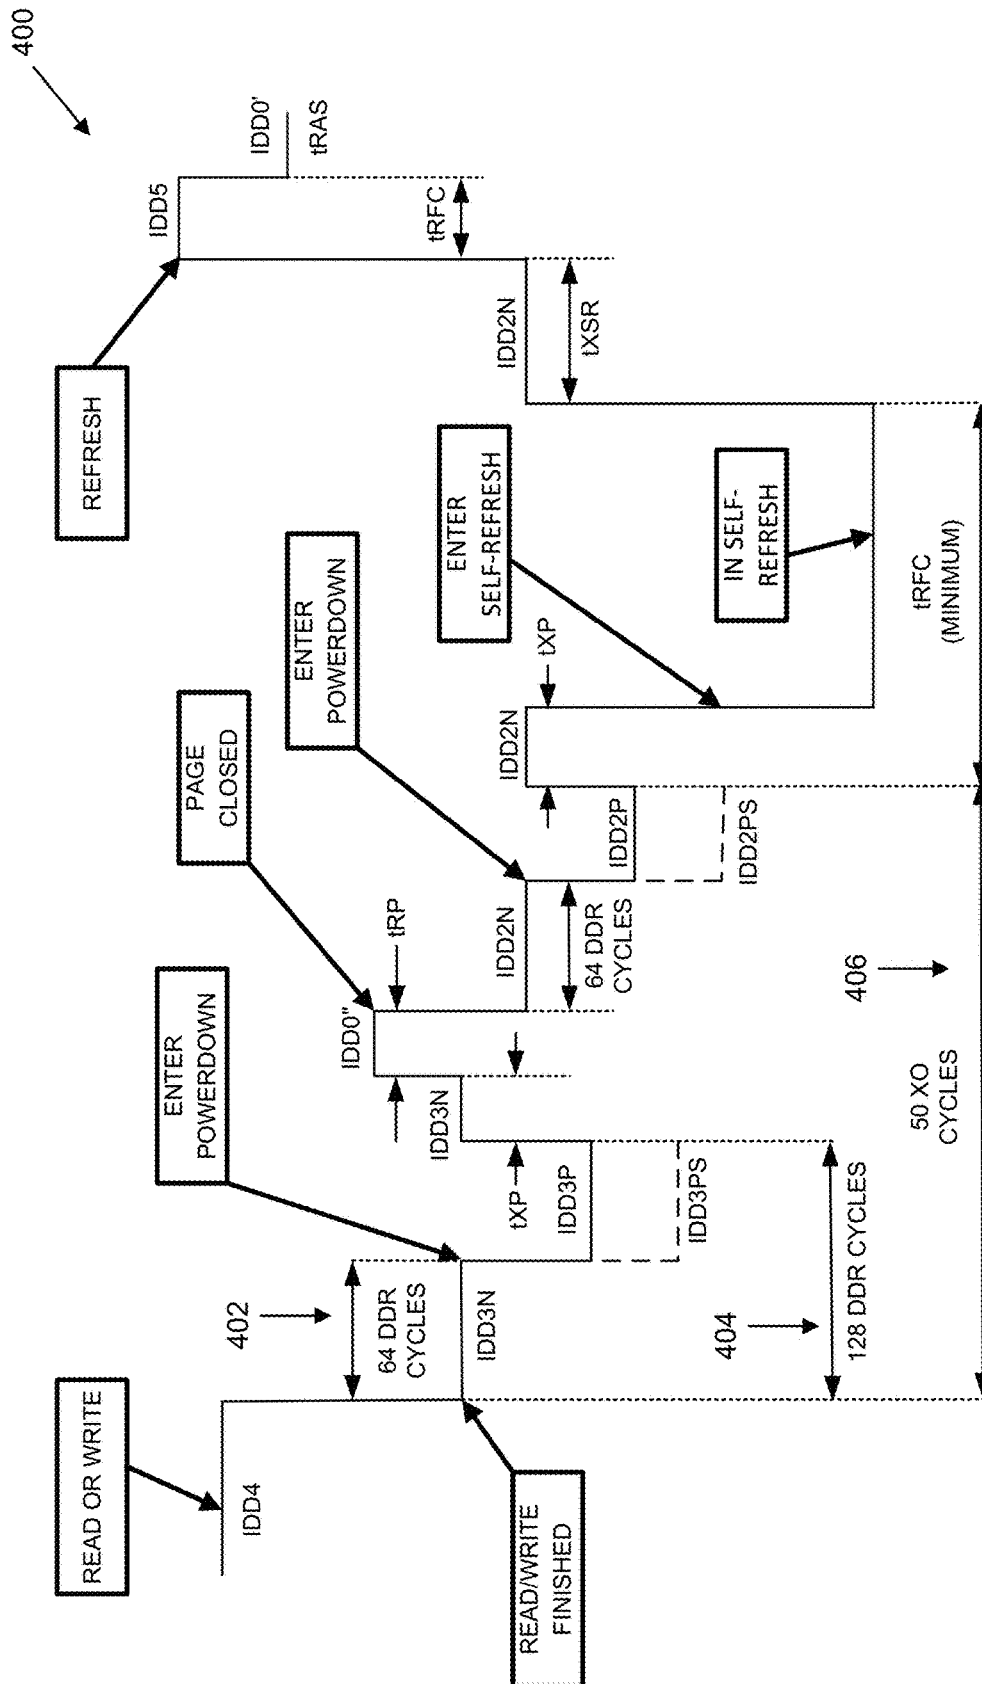 400
READ OR WRITE
IDD4
READ/WRITE
FINISHED
402
64 DDR
CYCLES
IDD3N
ENTER
POWERDOWN
IDD3P
IDD3PS
404
128 DDR CYCLES
tXP
IDD3N
IDD0"
tRP
PAGE
CLOSED
IDD2N
64 DDR
CYCLES
ENTER
POWERDOWN
IDD2P
IDD2PS
406
50 XO
CYCLES
IDD2N
tXP
ENTER
SELF-REFRESH
IN SELF-
REFRESH
tRFC
(MINIMUM)
IDD2N
tXSR
REFRESH
IDD5
tRFC
IDD0'
tRAS